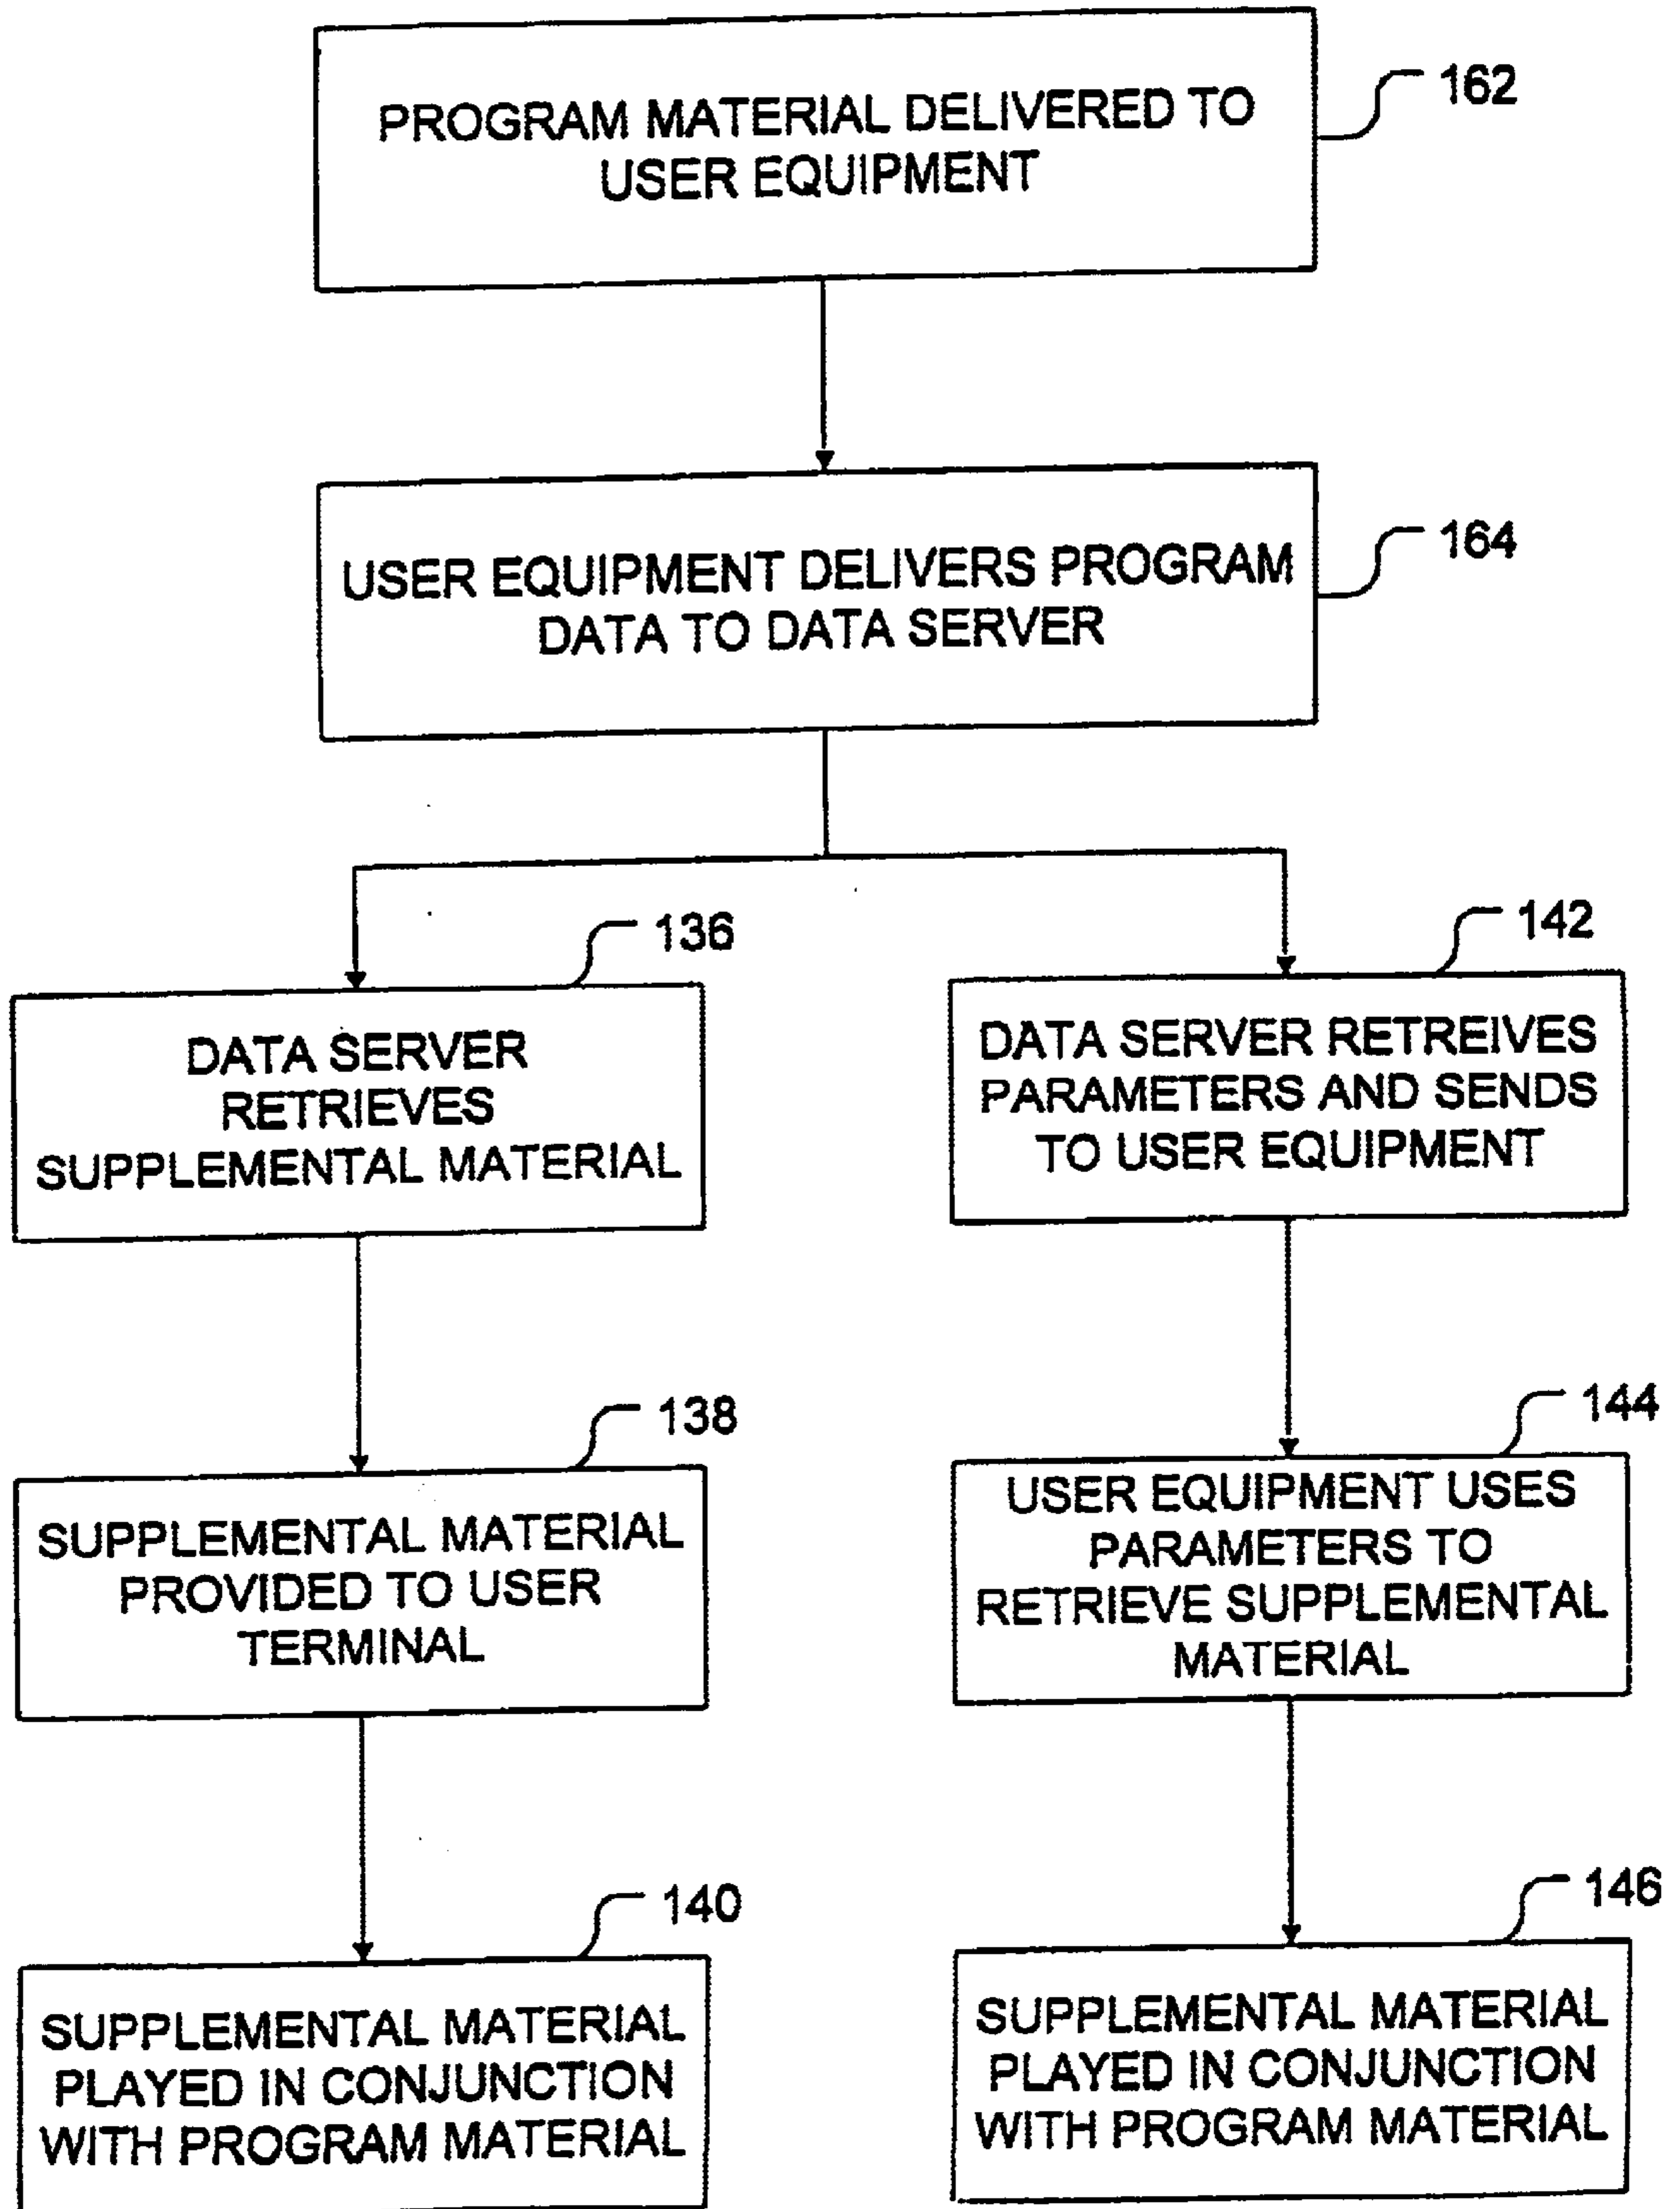 PROGRAM MATERIAL DELIVERED TO
USER EQUIPMENT
162
USER EQUIPMENT DELIVERS PROGRAM
DATA TO DATA SERVER
164
136
DATA SERVER
RETRIEVES
SUPPLEMENTAL MATERIAL
142
DATA SERVER RETREIVES
PARAMETERS AND SENDS
TO USER EQUIPMENT
138
SUPPLEMENTAL MATERIAL
PROVIDED TO USER
TERMINAL
144
USER EQUIPMENT USES
PARAMETERS TO
RETRIEVE SUPPLEMENTAL
MATERIAL
140
SUPPLEMENTAL MATERIAL
PLAYED IN CONJUNCTION
WITH PROGRAM MATERIAL
146
SUPPLEMENTAL MATERIAL
PLAYED IN CONJUNCTION
WITH PROGRAM MATERIAL